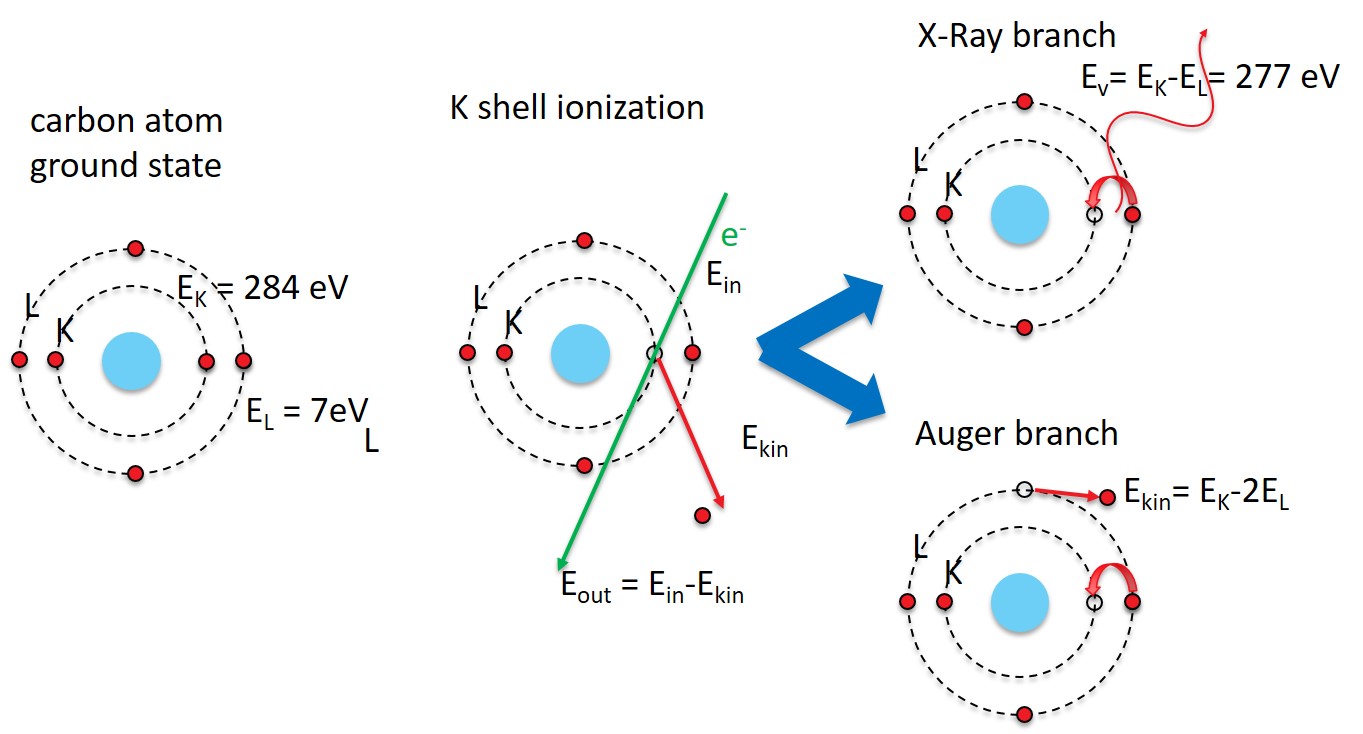 carbon atom
ground state
E_K = 284 eV
L
K
E_L = 7eV
L
K shell ionization
e-
E_in
L
K
E_kin
E_out = E_in-E_kin
X-Ray branch
E_v= E_K-E_L= 277 eV
L
K
Auger branch
E_kin= E_K-2E_L
L
K